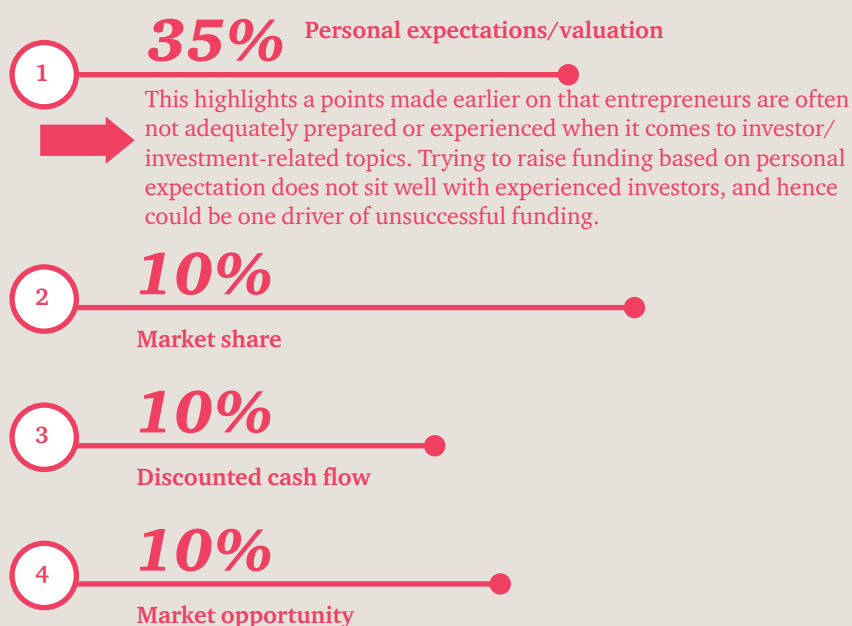 35% Personal expectations/valuation
1
This highlights a points made earlier on that entrepreneurs are often
not adequately prepared or experienced when it comes to investor/
investment-related topics. Trying to raise funding based on personal
expectation does not sit well with experienced investors, and hence
could be one driver of unsuccessful funding.
10%
2
Market share
10%
3
Discounted cash flow
10%
4
Market opportunity